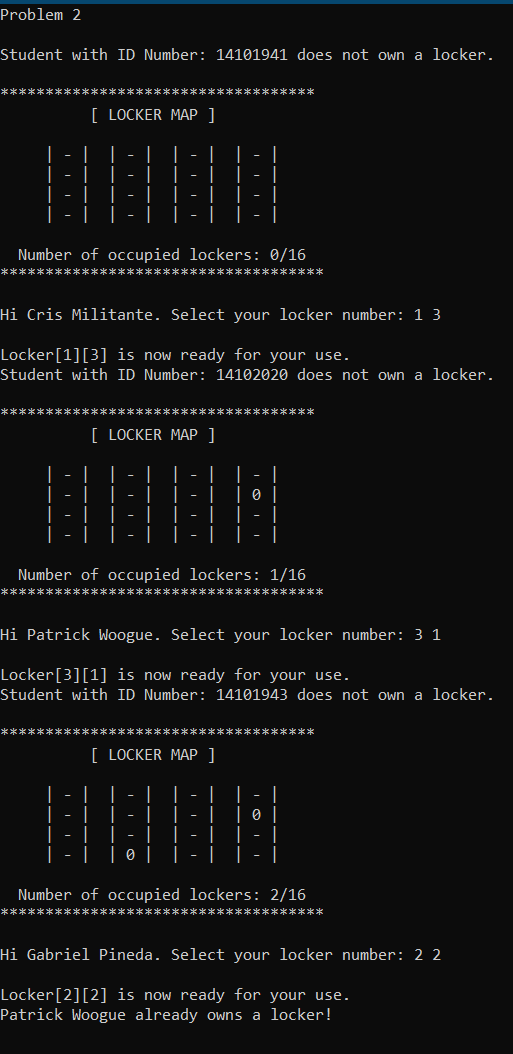 Problem 2
Student with ID Number: 14101941 does not own a locker.
***********************************
[ LOCKER MAP ]
| - | | - | | - | | - |
| - | | - | | - | | - |
| - | | - | | - | | - |
| - | | - | | - | | - |
Number of occupied lockers: 0/16
************************************
Hi Cris Militante. Select your locker number: 1 3
Locker[1][3] is now ready for your use.
Student with ID Number: 14102020 does not own a locker.
***********************************
[ LOCKER MAP ]
| - | | - | | - | | - |
| - | | - | | - | | 0 |
| - | | - | | - | | - |
| - | | - | | - | | - |
Number of occupied lockers: 1/16
************************************
Hi Patrick Woogue. Select your locker number: 3 1
Locker[3][1] is now ready for your use.
Student with ID Number: 14101943 does not own a locker.
***********************************
[ LOCKER MAP ]
| - | | - | | - | | - |
| - | | - | | - | | 0 |
| - | | - | | - | | - |
| - | | 0 | | - | | - |
Number of occupied lockers: 2/16
************************************
Hi Gabriel Pineda. Select your locker number: 2 2
Locker[2][2] is now ready for your use.
Patrick Woogue already owns a locker!